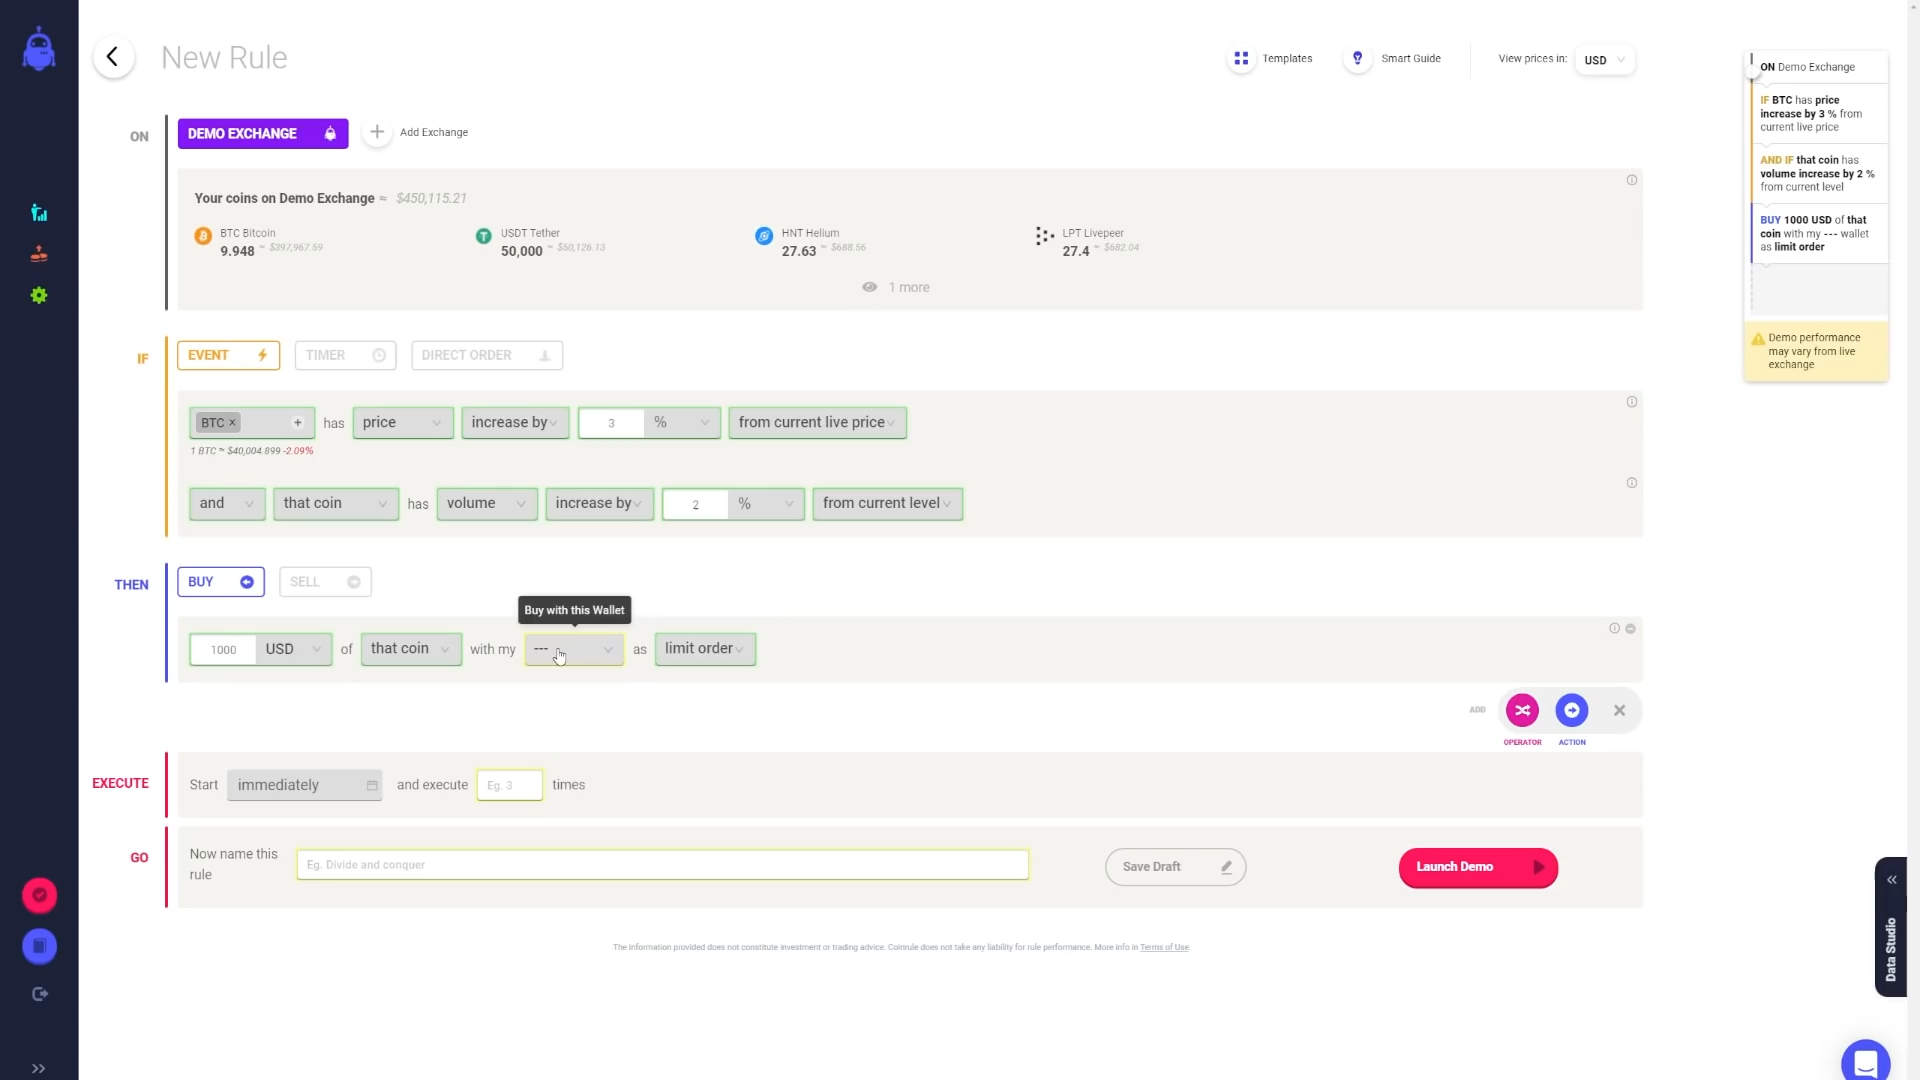 New Rule
Templates
Smart Guide
View prices in:
USD
ON
DEMO EXCHANGE
Add Exchange
Your coins on Demo Exchange ≈ $450,115.21
BTC Bitcoin
9.948 ≈ $397,967.59
USDT Tether
50,000 ≈ $50,126.13
HNT Helium
27.63 ≈ $688.56
LPT Livepeer
27.4 ≈ $682.04
1 more
IF
EVENT
TIMER
DIRECT ORDER
BTC × + has price increase by 3 % from current live price
1 BTC ≈ $40,004.899 -2.09%
and that coin has volume increase by 2 % from current level
THEN
BUY
SELL
Buy with this Wallet
1000 USD of that coin with my --- as limit order
ADD
OPERATOR
ACTION
EXECUTE
Start immediately and execute Eg. 3 times
GO
Now name this
rule
Eg. Divide and conquer
Save Draft
Launch Demo
The information provided does not constitute investment or trading advice. Coinrule does not take any liability for rule performance. More info in Terms of Use.
ON Demo Exchange
IF BTC has price
increase by 3 % from
current live price
AND IF that coin has
volume increase by 2 %
from current level
BUY 1000 USD of that
coin with my --- wallet
as limit order
Demo performance
may vary from live
exchange
Data Studio